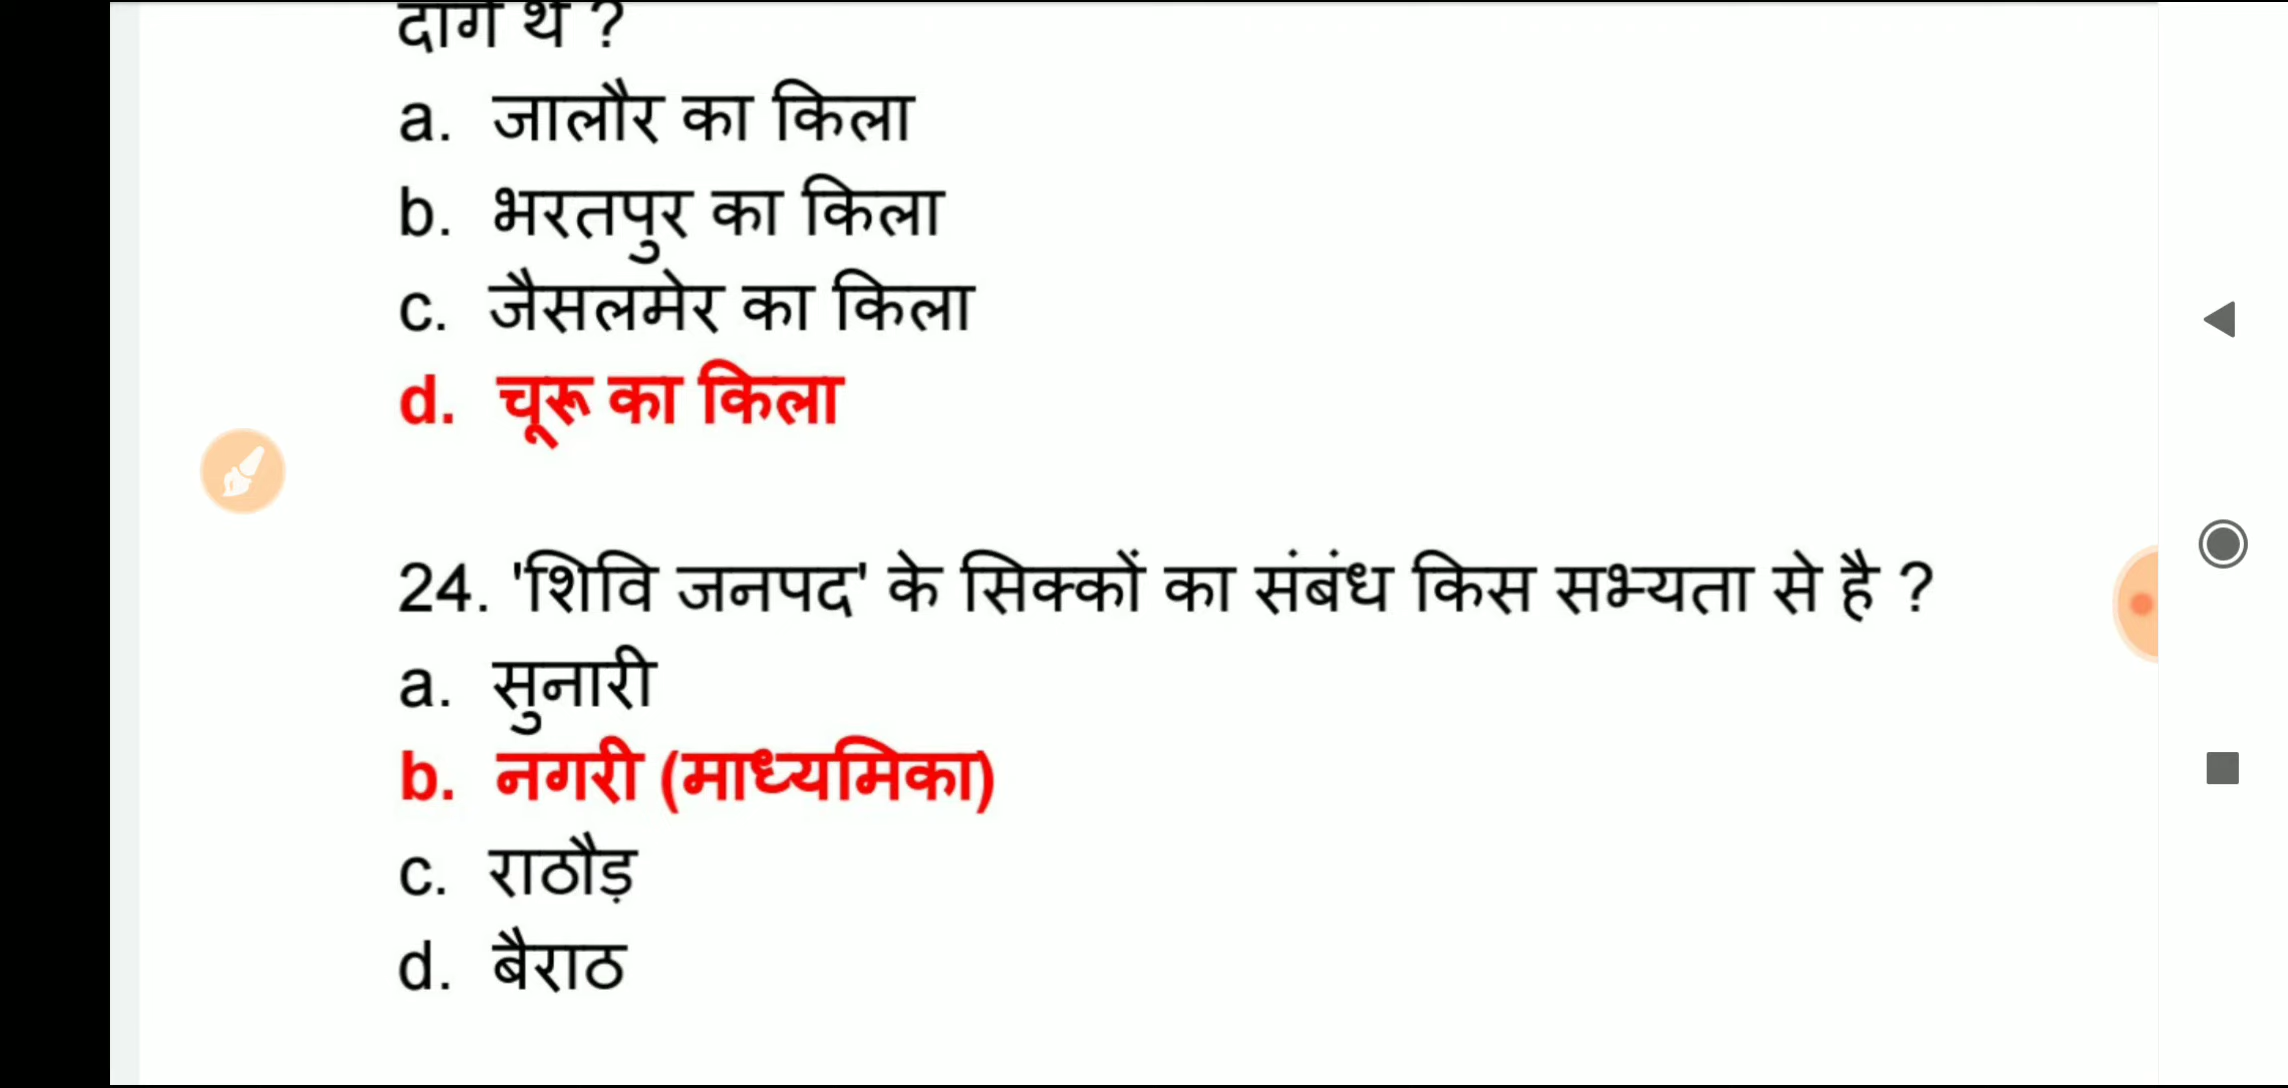 दागे थे ?
a. जालौर का किला
b. भरतपुर का किला
c. जैसलमेर का किला
d. चूरू का किला
24. 'शिवि जनपद' के सिक्कों का संबंध किस सभ्यता से है ?
a. सुनारी
b. नगरी (माध्यमिका)
c. राठौड़
d. बैराठ